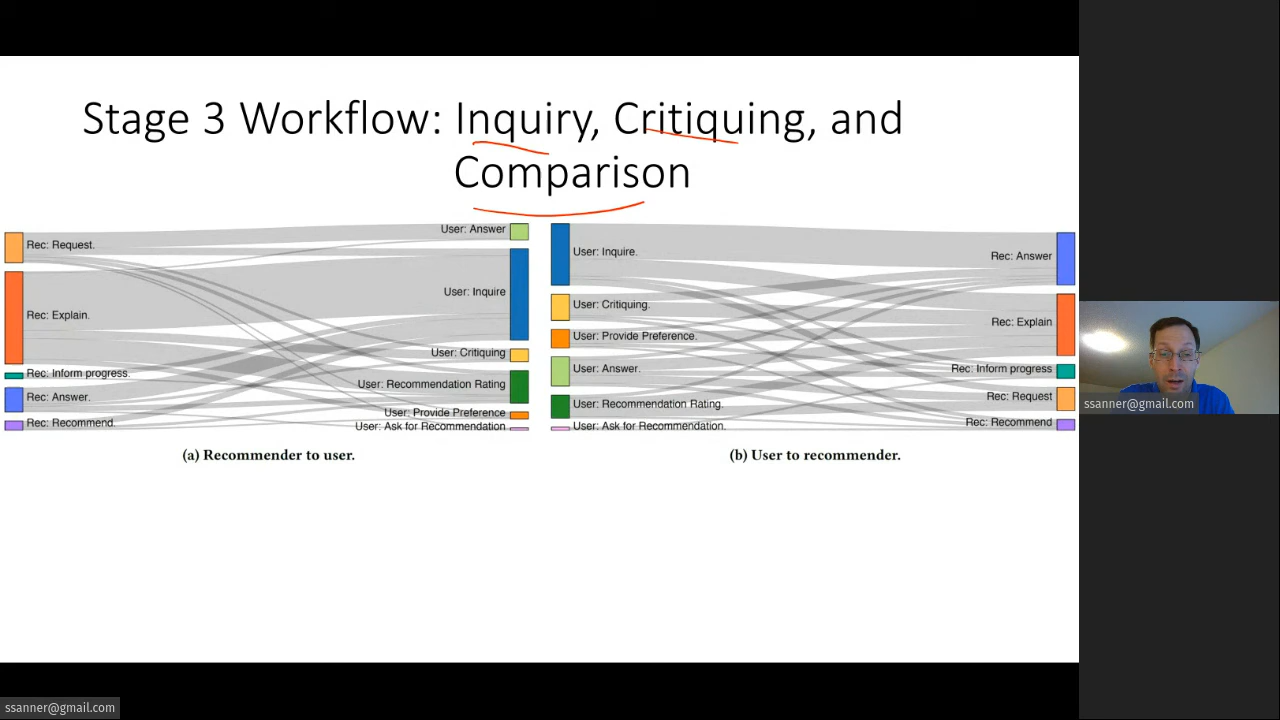 Stage 3 Workflow: Inquiry, Critiquing, and
Comparison
Rec: Request.
Rec: Explain.
Rec: Inform progress.
Rec: Answer.
Rec: Recommend.
User: Answer
User: Inquire
User: Critiquing
User: Recommendation Rating
User: Provide Preference
User: Ask for Recommendation
(a) Recommender to user.
User: Inquire.
User: Critiquing.
User: Provide Preference.
User: Answer.
User: Recommendation Rating.
User: Ask for Recommendation.
Rec: Answer
Rec: Explain
Rec: Inform progress
Rec: Request
Rec: Recommend
(b) User to recommender.
ssanner@gmail.com
ssanner@gmail.com